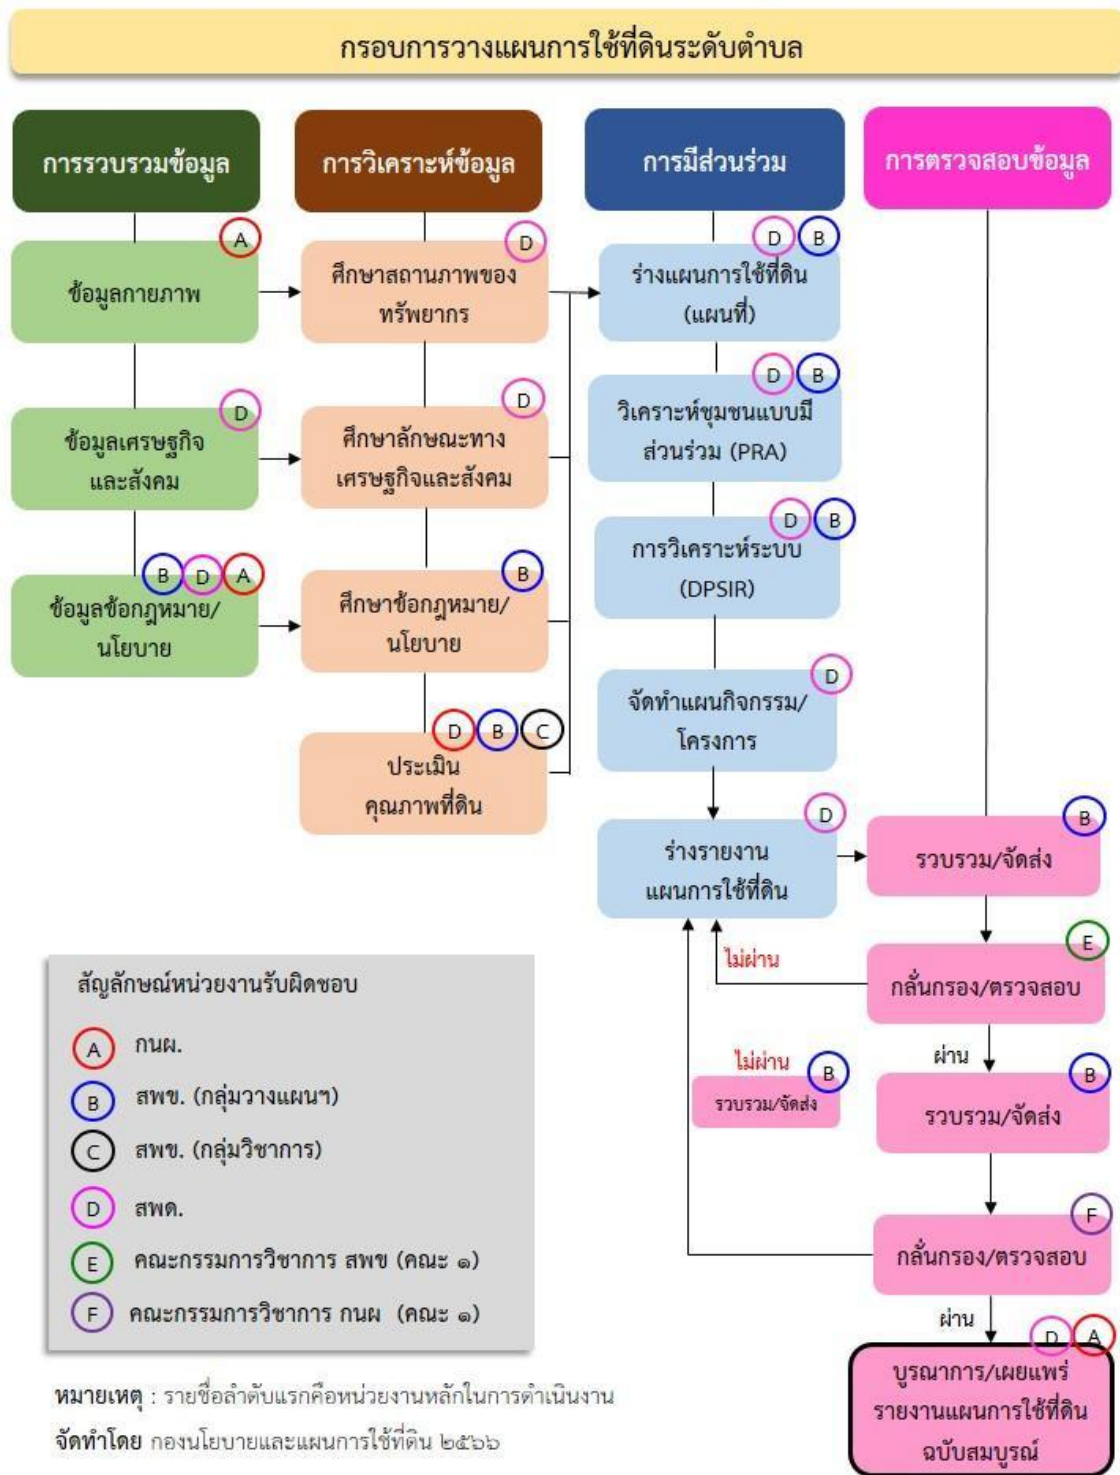 กรอบการวางแผนการใช้ที่ดินระดับตำบล
การรวบรวมข้อมูล
การวิเคราะห์ข้อมูล
การมีส่วนร่วม
การตรวจสอบข้อมูล
A
ข้อมูลกายภาพ
D
ข้อมูลเศรษฐกิจ
และสังคม
B D A
ข้อมูลข้อกฎหมาย/
นโยบาย
D
ศึกษาสถานภาพของ
ทรัพยากร
D
ศึกษาลักษณะทาง
เศรษฐกิจและสังคม
B
ศึกษาข้อกฎหมาย/
นโยบาย
D B C
ประเมิน
คุณภาพที่ดิน
D B
ร่างแผนการใช้ที่ดิน
(แผนที่)
D B
วิเคราะห์ชุมชนแบบมี
ส่วนร่วม (PRA)
D B
การวิเคราะห์ระบบ
(DPSIR)
D
จัดทำแผนกิจกรรม/
โครงการ
D
ร่างรายงาน
แผนการใช้ที่ดิน
B
รวบรวม/จัดส่ง
E
กลั่นกรอง/ตรวจสอบ
ไม่ผ่าน
ผ่าน
B
รวบรวม/จัดส่ง
ไม่ผ่าน
B
รวบรวม/จัดส่ง
F
กลั่นกรอง/ตรวจสอบ
ผ่าน
D A
บูรณาการ/เผยแพร่
รายงานแผนการใช้ที่ดิน
ฉบับสมบูรณ์
สัญลักษณ์หน่วยงานรับผิดชอบ
A กนผ.
B สพข. (กลุ่มวางแผนฯ)
C สพข. (กลุ่มวิชาการ)
D สพด.
E คณะกรรมการวิชาการ สพข (คณะ ๑)
F คณะกรรมการวิชาการ กนผ (คณะ ๑)
หมายเหตุ : รายชื่อลำดับแรกคือหน่วยงานหลักในการดำเนินงาน
จัดทำโดย กองนโยบายและแผนการใช้ที่ดิน ๒๕๖๖